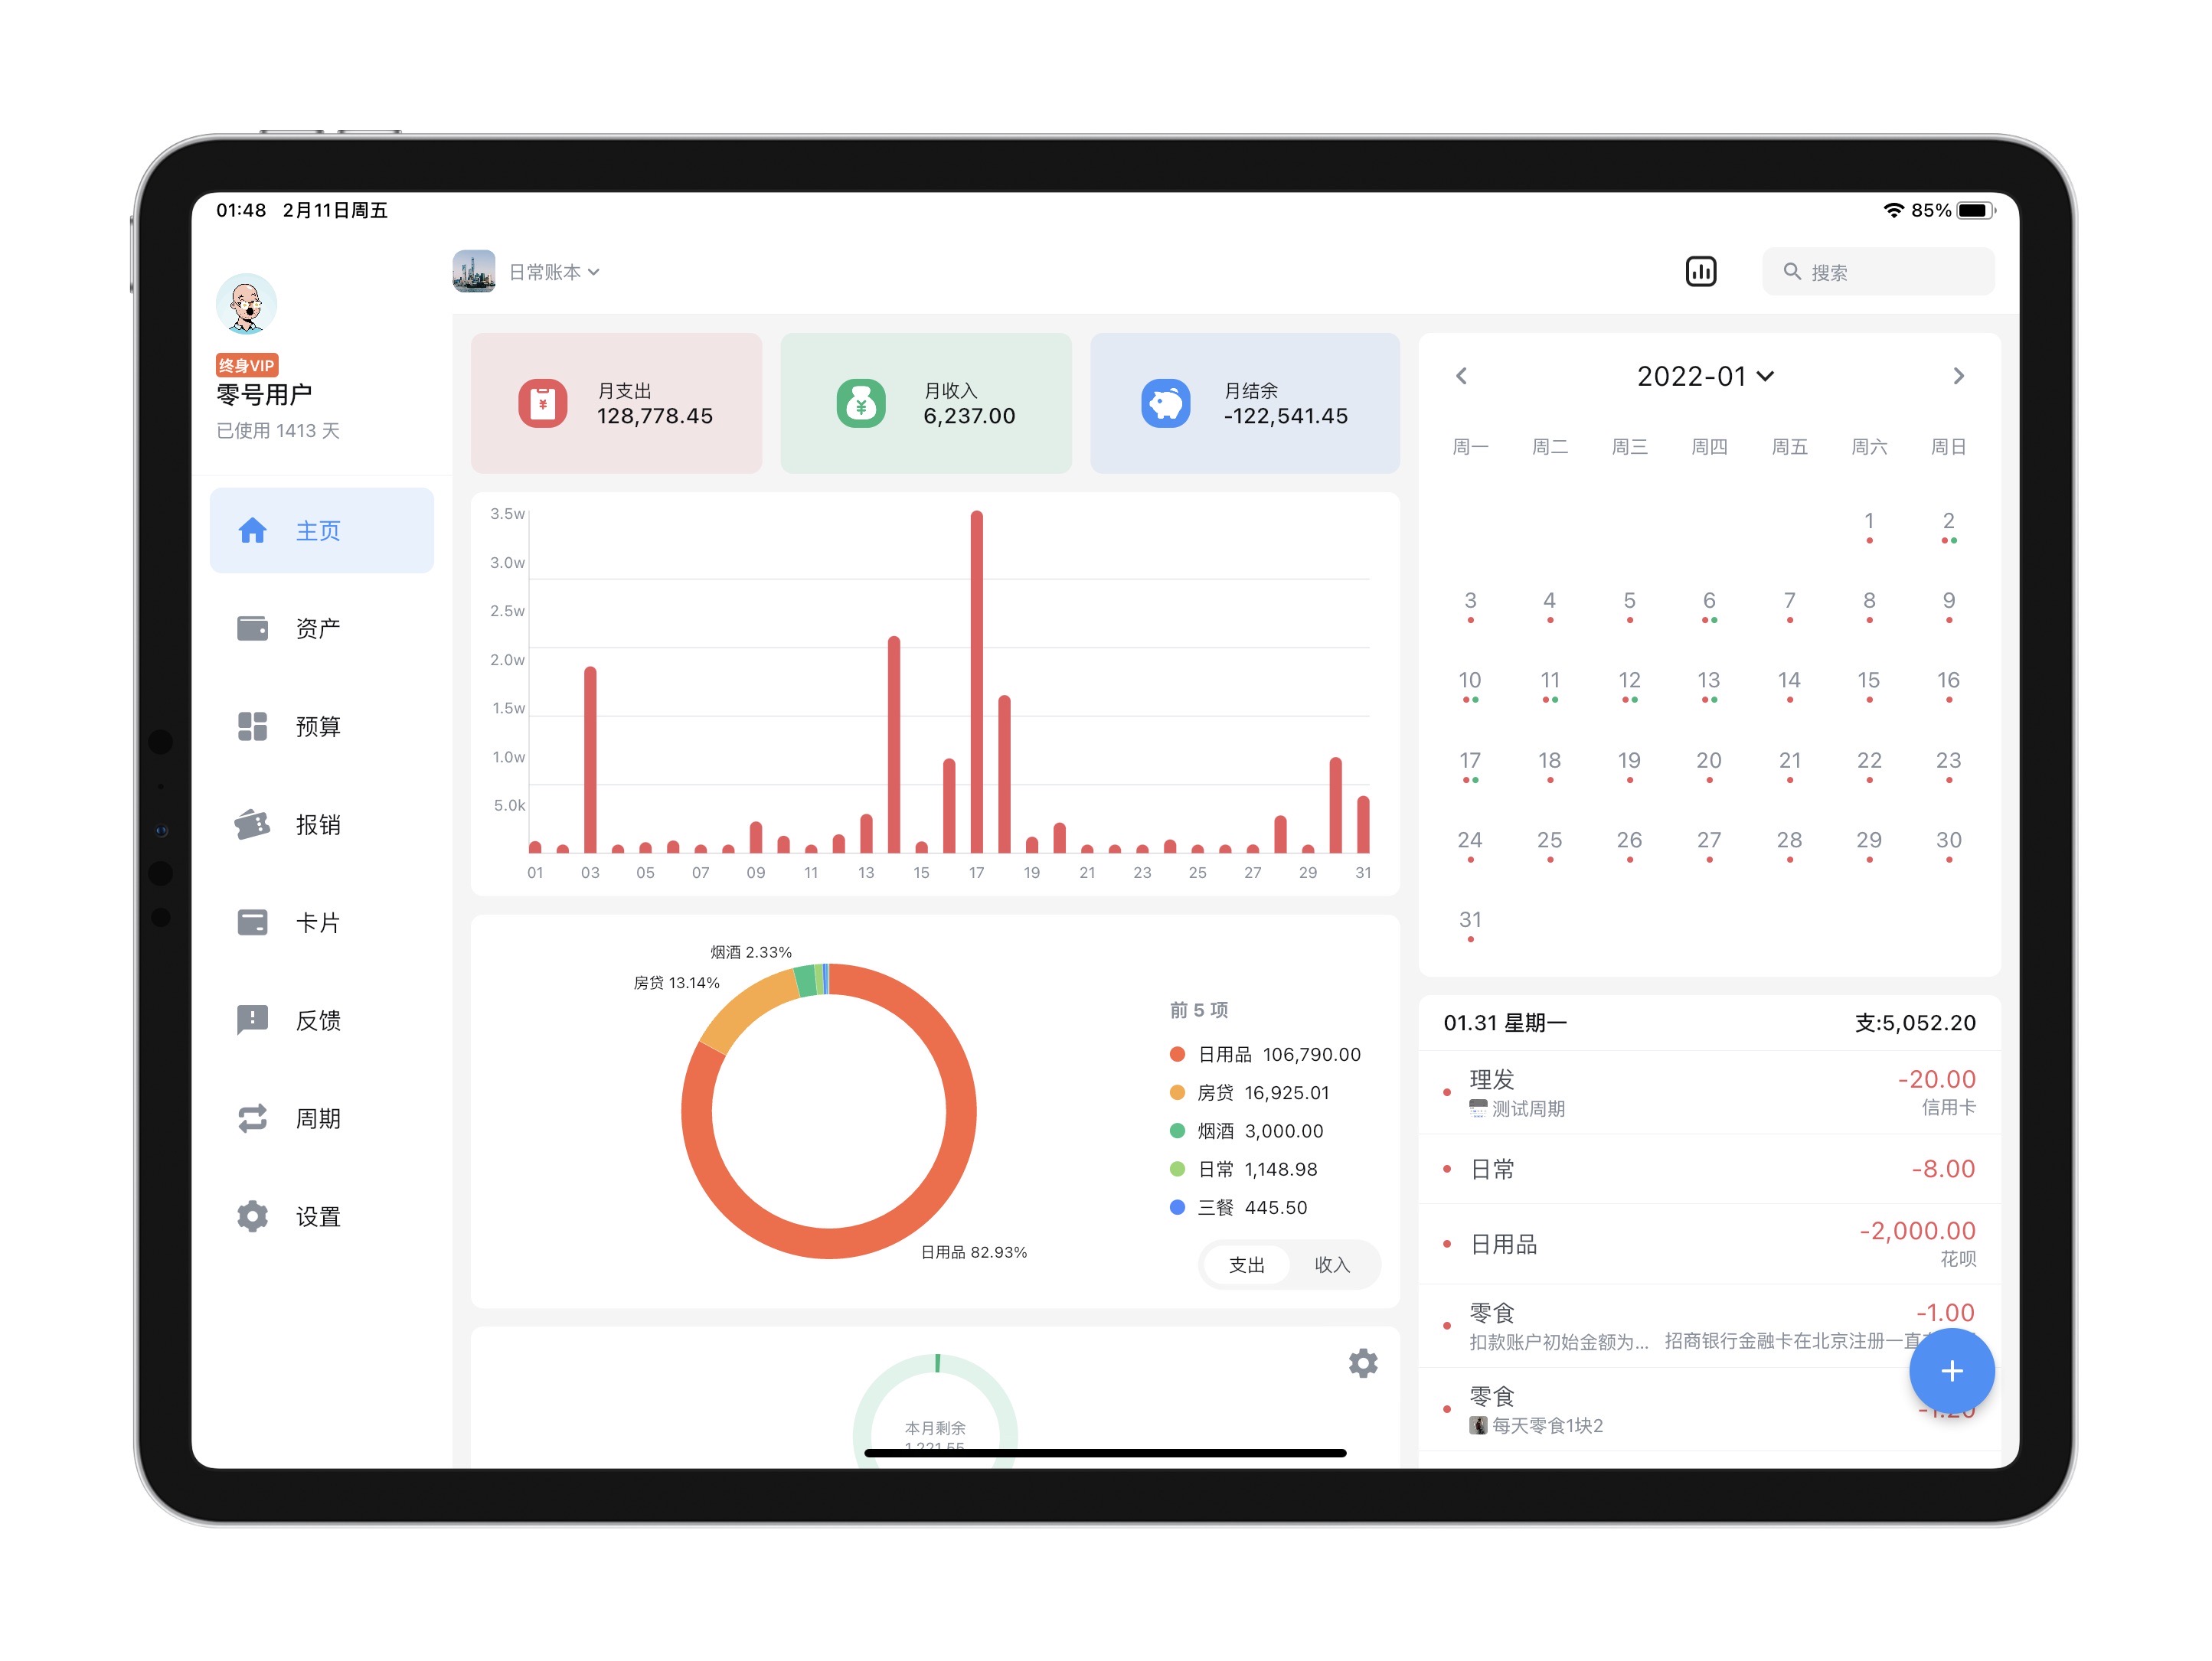 01:48 2月11日周五
85%
终身VIP
零号用户
已使用 1413 天
主页
资产
预算
报销
卡片
反馈
周期
设置
日常账本
搜索
月支出
128,778.45
月收入
6,237.00
月结余
-122,541.45
3.5w
3.0w
2.5w
2.0w
1.5w
1.0w
5.0k
01 03 05 07 09 11 13 15 17 19 21 23 25 27 29 31
烟酒 2.33%
房贷 13.14%
日用品 82.93%
前 5 项
日用品 106,790.00
房贷 16,925.01
烟酒 3,000.00
日常 1,148.98
三餐 445.50
支出 收入
本月剩余
1,221.55
2022-01
周一 周二 周三 周四 周五 周六 周日
1 2
3 4 5 6 7 8 9
10 11 12 13 14 15 16
17 18 19 20 21 22 23
24 25 26 27 28 29 30
31
01.31 星期一 支:5,052.20
理发 -20.00
测试周期 信用卡
日常 -8.00
日用品 -2,000.00
花呗
零食 -1.00
扣款账户初始金额为... 招商银行金融卡在北京注册一直
零食 -1.20
每天零食1块2